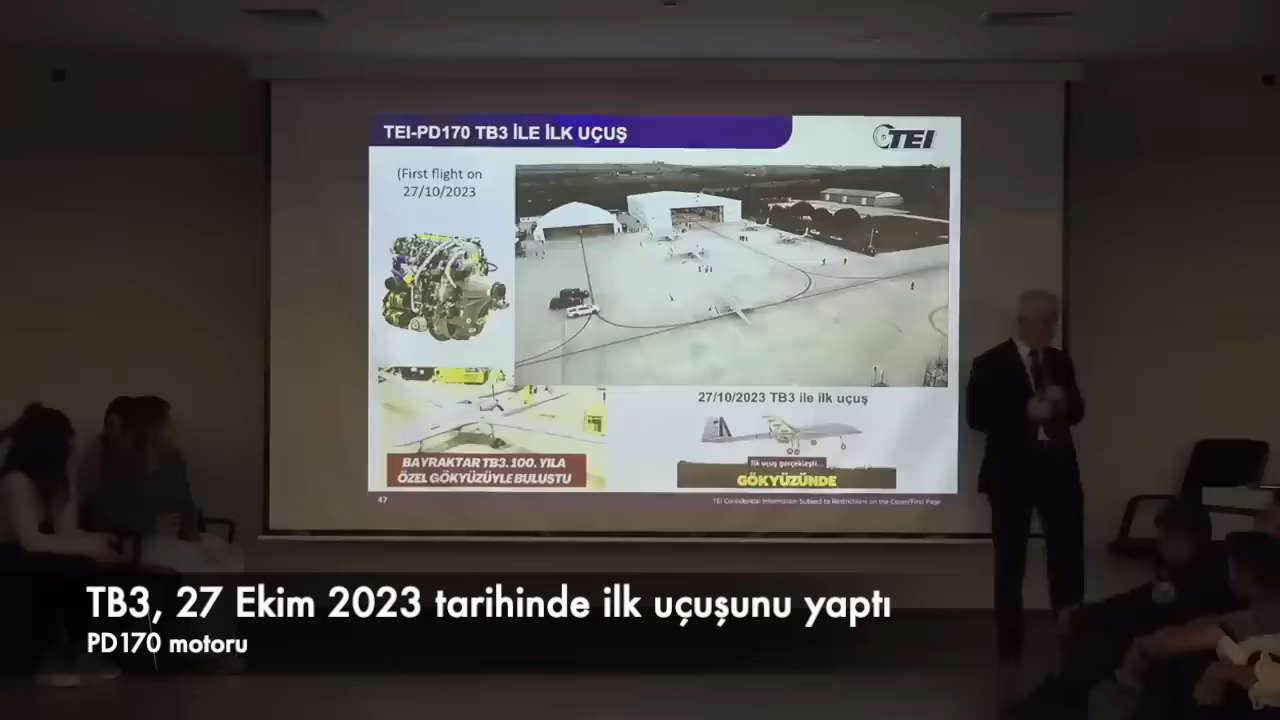 TEI-PD170 TB3 İLE İLK UÇUŞ
TEI
(First flight on
27/10/2023
27/10/2023 TB3 ile ilk uçuş
BAYRAKTAR TB3, 100. YILA
ÖZEL GÖKYÜZÜYLE BULUŞTU
İlk uçuş gerçekleşti...
GÖKYÜZÜNDE
47
TEI Confidential Information Subject to Restrictions on the Cover/First Page
TB3, 27 Ekim 2023 tarihinde ilk uçuşunu yaptı
PD170 motoru